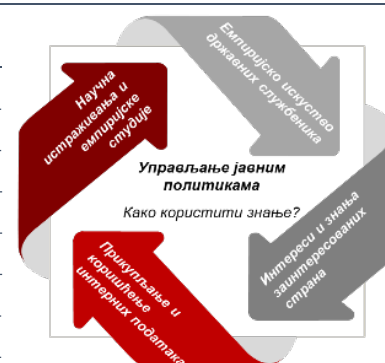 Научна
истраживања и
емпиријске
студије
Емпиријско искуство
државних службеника
Управљање јавним
политикама
Како користити знање?
Интереси и знања
заинтересованих
страна
Прикупљање и
коришћење
интерних података